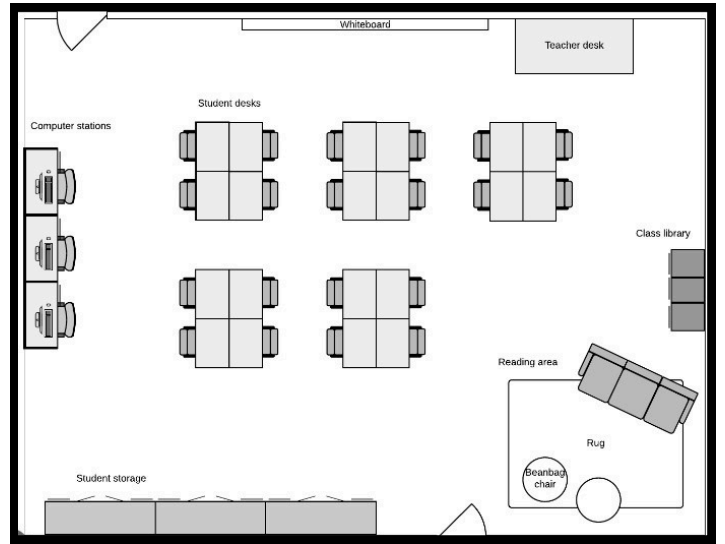 Whiteboard
Teacher desk
Student desks
Computer stations
Class library
Reading area
Rug
Beanbag
chair
Student storage